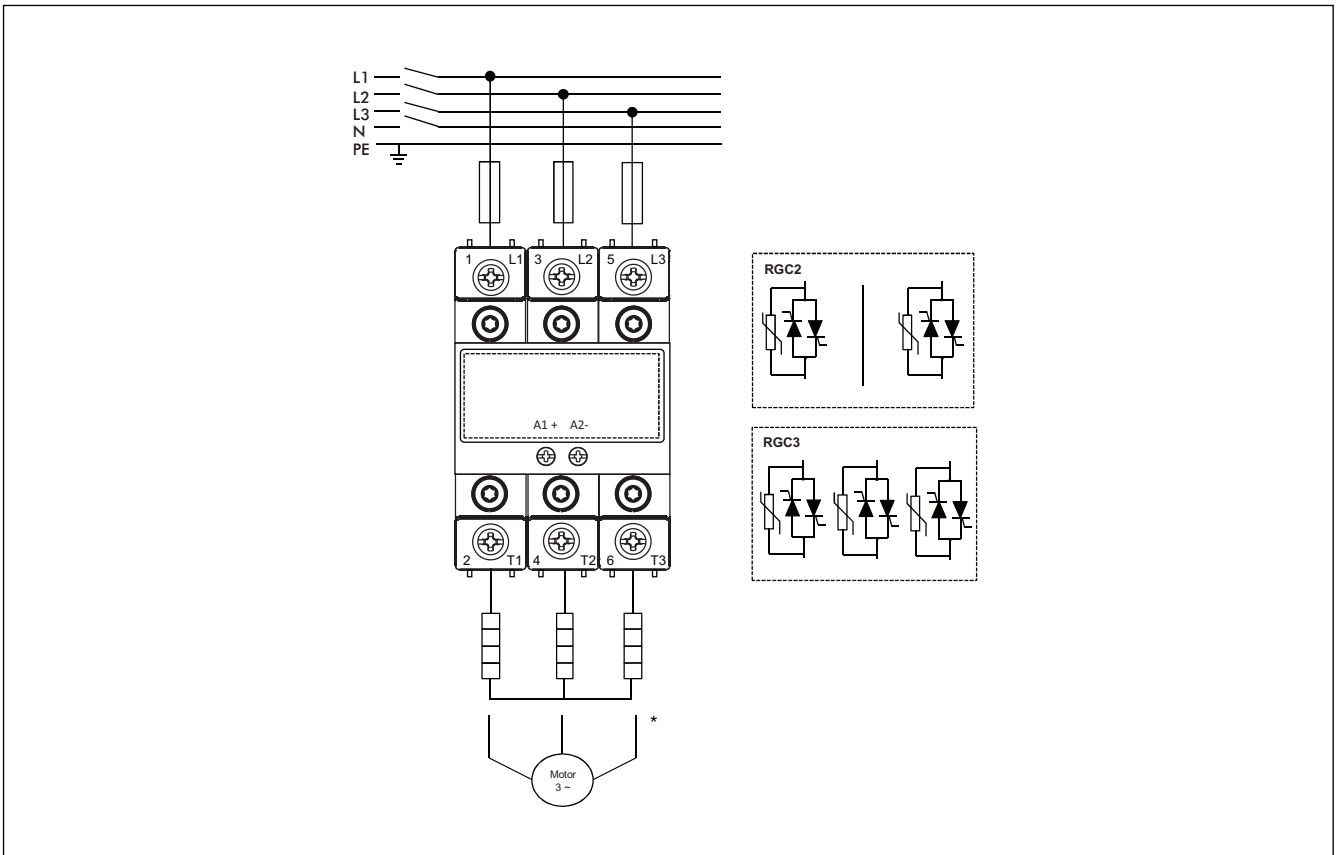 L1
L2
L3
N
PE
1 L1 3 L2 5 L3
A1 + A2-
2 T1 4 T2 6 T3
*
Motor
3 ~
RGC2
RGC3